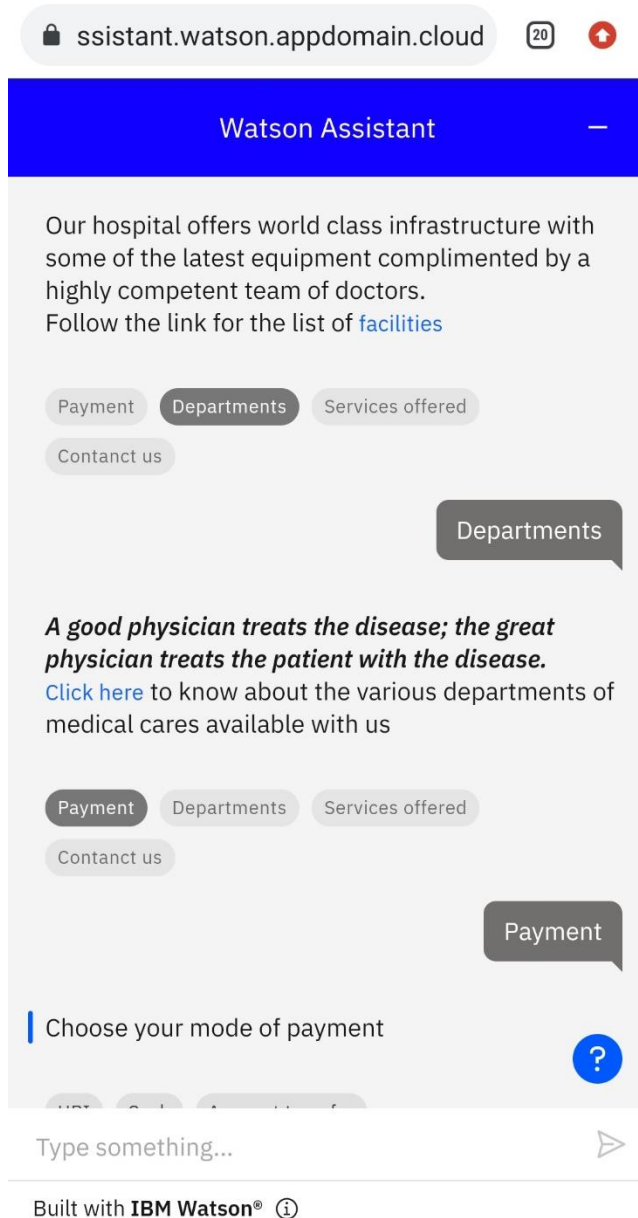 ssistant.watson.appdomain.cloud 20
Watson Assistant
Our hospital offers world class infrastructure with
some of the latest equipment complimented by a
highly competent team of doctors.
Follow the link for the list of facilities
Payment Departments Services offered
Contanct us
Departments
A good physician treats the disease; the great
physician treats the patient with the disease.
Click here to know about the various departments of
medical cares available with us
Payment Departments Services offered
Contanct us
Payment
Choose your mode of payment
?
Type something...
Built with IBM Watson®